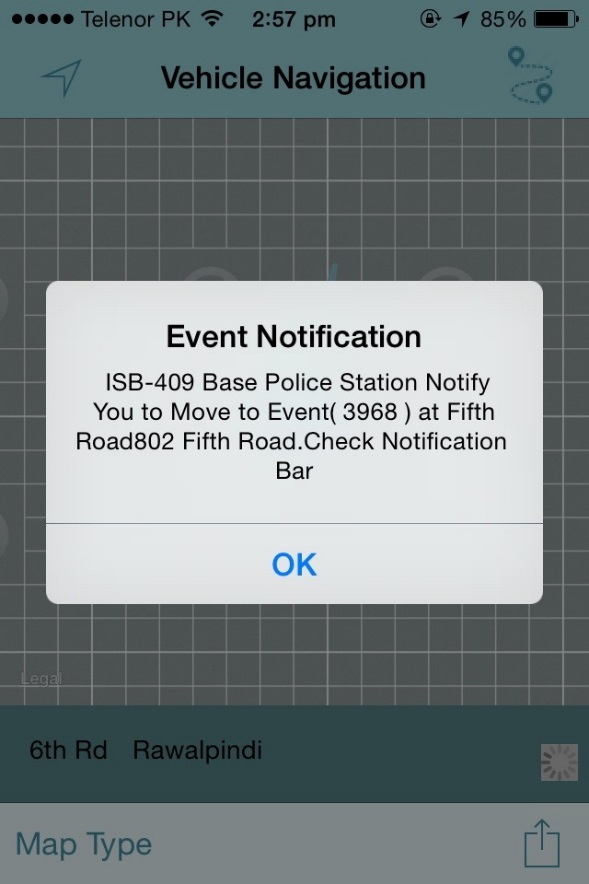 Telenor PK 2:57 pm 85%
Vehicle Navigation
Event Notification
ISB-409 Base Police Station Notify
You to Move to Event( 3968 ) at Fifth
Road802 Fifth Road.Check Notification
Bar
OK
Legal
6th Rd Rawalpindi
Map Type